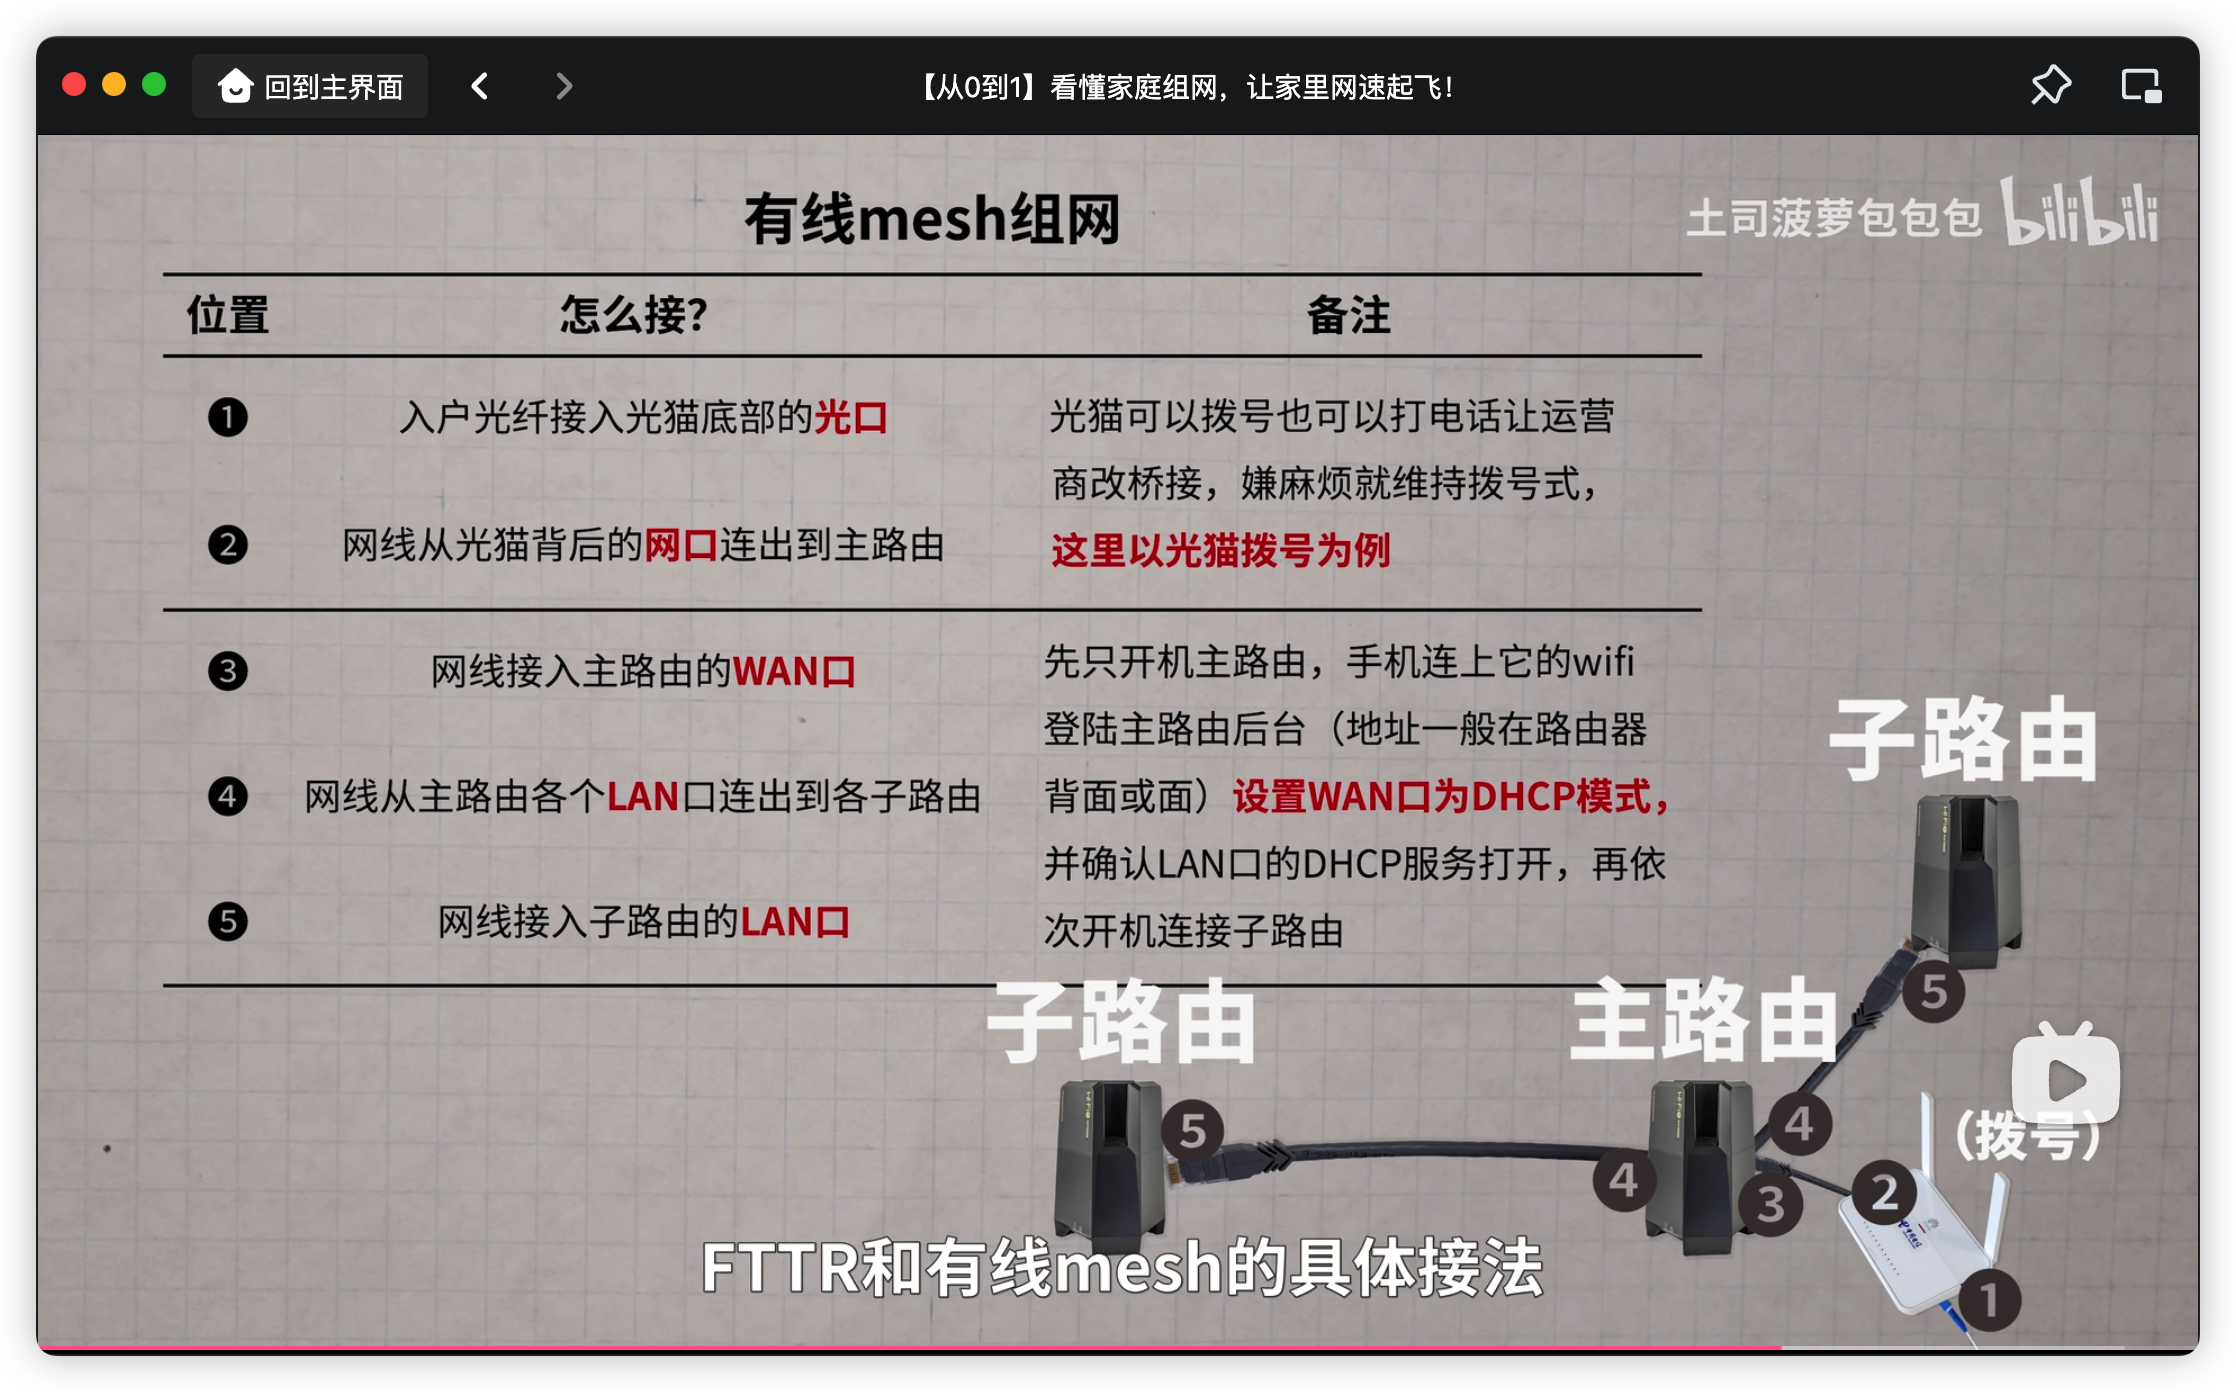 回到主界面
【从0到1】看懂家庭组网，让家里网速起飞！
有线mesh组网
土司菠萝包包包 bilibili
位置 怎么接？ 备注
❶ 入户光纤接入光猫底部的光口
❷ 网线从光猫背后的网口连出到主路由
光猫可以拨号也可以打电话让运营
商改桥接，嫌麻烦就维持拨号式，
这里以光猫拨号为例
❸ 网线接入主路由的WAN口
❹ 网线从主路由各个LAN口连出到各子路由
❺ 网线接入子路由的LAN口
先只开机主路由，手机连上它的wifi
登陆主路由后台（地址一般在路由器
背面或面）设置WAN口为DHCP模式，
并确认LAN口的DHCP服务打开，再依
次开机连接子路由
子路由
5
子路由
5
主路由
4
4
3
2
（拨号）
1
FTTR和有线mesh的具体接法